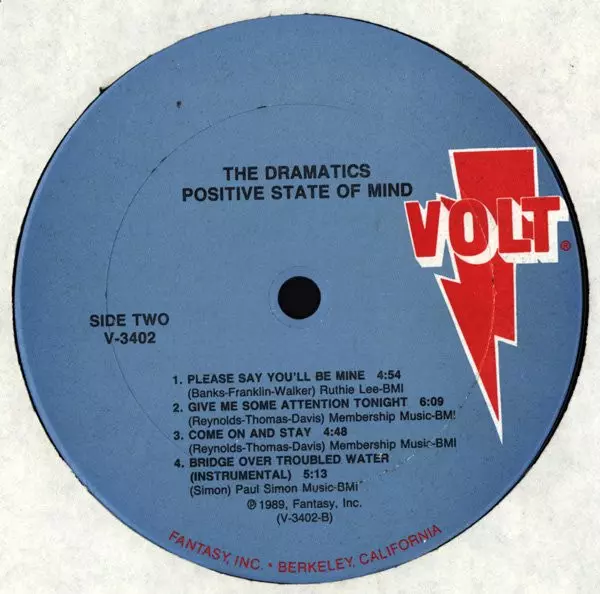 THE DRAMATICS
POSITIVE STATE OF MIND
VOLT®
SIDE TWO
V-3402
1. PLEASE SAY YOU'LL BE MINE 4:54
(Banks-Franklin-Walker) Ruthie Lee-BMI
2. GIVE ME SOME ATTENTION TONIGHT 6:09
(Reynolds-Thomas-Davis) Membership Music-BMI
3. COME ON AND STAY 4:48
(Reynolds-Thomas-Davis) Membership Music-BMI
4. BRIDGE OVER TROUBLED WATER
(INSTRUMENTAL) 5:13
(Simon) Paul Simon Music-BMI
℗ 1989, Fantasy, Inc.
(V-3402-B)
FANTASY, INC. • BERKELEY, CALIFORNIA